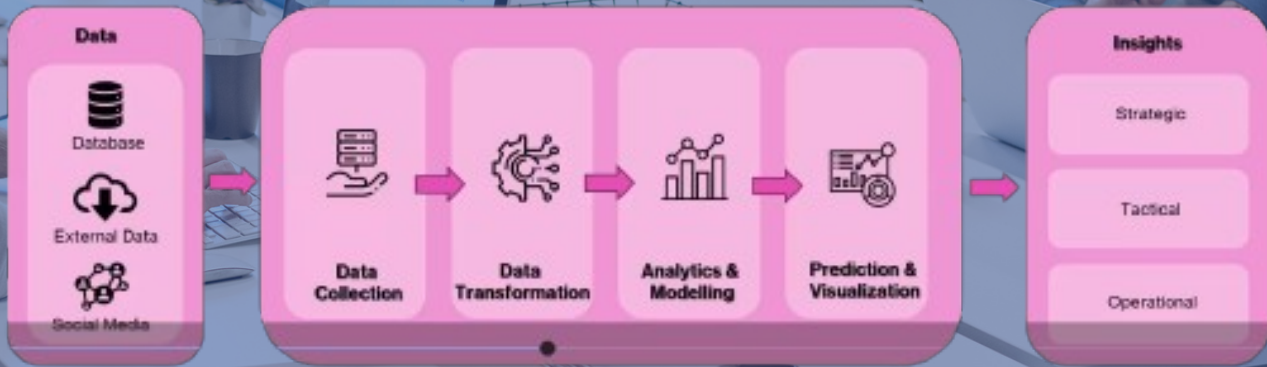 Data
Database
External Data
Social Media
Data
Collection
Data
Transformation
Analytics &
Modelling
Prediction &
Visualization
Insights
Strategic
Tactical
Operational